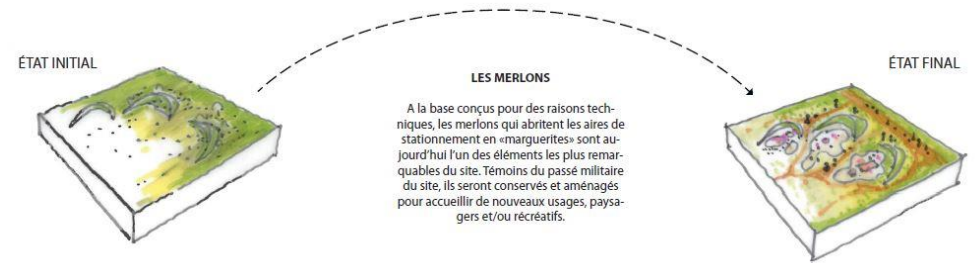 ÉTAT INITIAL
ÉTAT FINAL
LES MERLONS
A la base conçus pour des raisons tech-
niques, les merlons qui abritent les aires de
stationnement en «marguerites» sont au-
jourd'hui l'un des éléments les plus remar-
quables du site. Témoins du passé militaire
du site, ils seront conservés et aménagés
pour accueillir de nouveaux usages, paysa-
gers et/ou récréatifs.